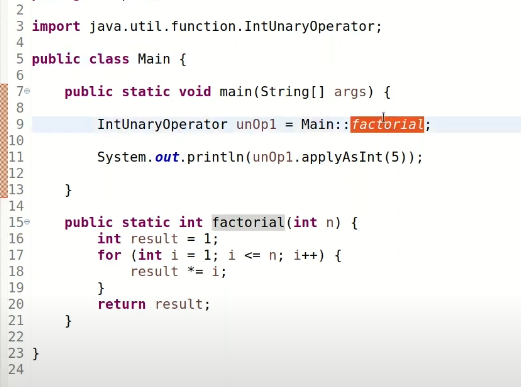 2
3 import java.util.function.IntUnaryOperator;
4
5 public class Main {
6
7 public static void main(String[] args) {
8
9 IntUnaryOperator unOp1 = Main::factorial;
10
11 System.out.println(unOp1.applyAsInt(5));
12
13 }
14
15 public static int factorial(int n) {
16 int result = 1;
17 for (int i = 1; i <= n; i++) {
18 result *= i;
19 }
20 return result;
21 }
22
23 }
24